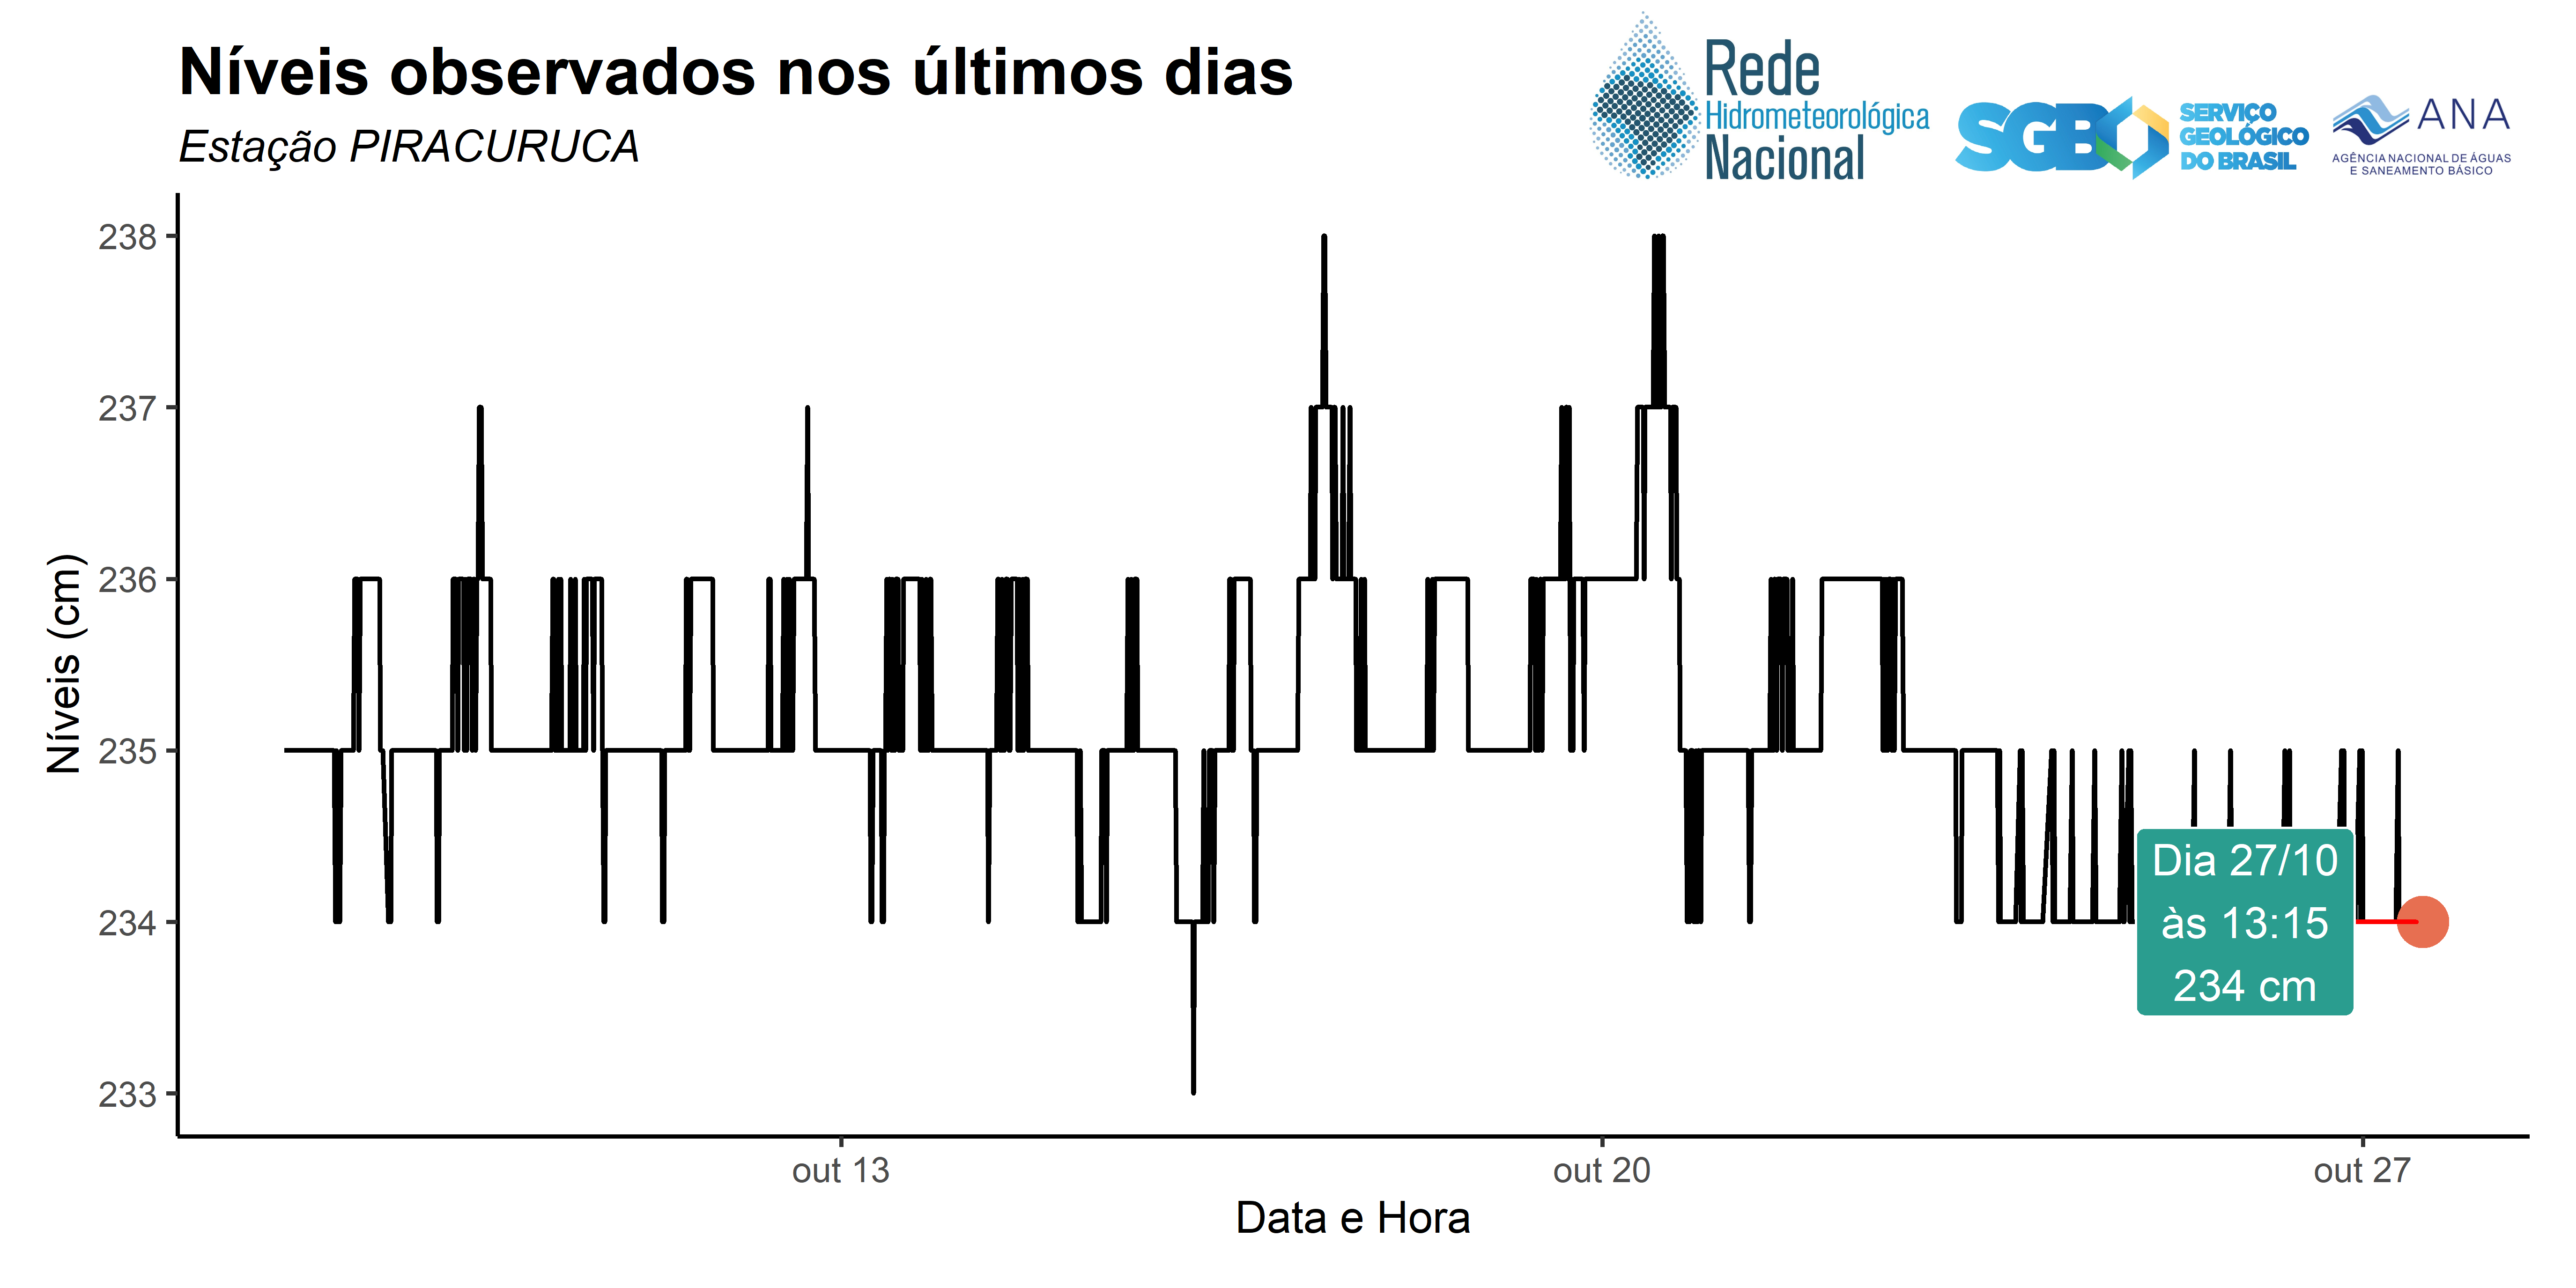 Níveis observados nos últimos dias
Estação PIRACURUCA
Rede
Hidrometeorológica
Nacional
SGB
SERVIÇO
GEOLÓGICO
DO BRASIL
ANA
AGÊNCIA NACIONAL DE ÁGUAS
E SANEAMENTO BÁSICO
Níveis (cm)
238
237
236
235
234
233
Dia 27/10
às 13:15
234 cm
out 13
out 20
out 27
Data e Hora